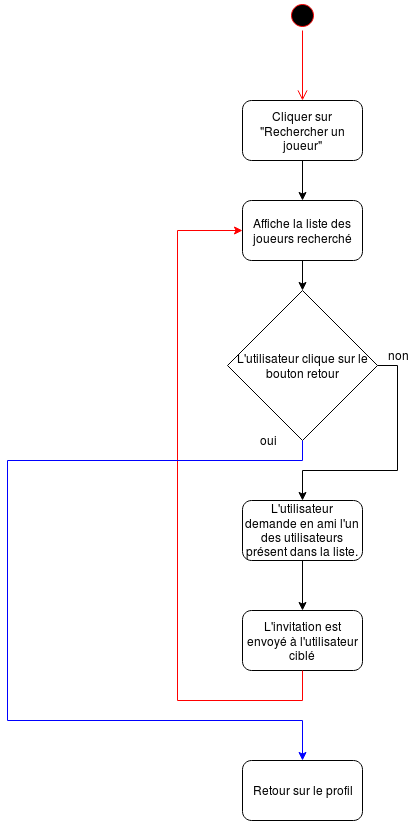 Cliquer sur
"Rechercher un
joueur"
Affiche la liste des
joueurs recherché
L'utilisateur clique sur le
bouton retour
non
oui
L'utilisateur
demande en ami l'un
des utilisateurs
présent dans la liste.
L'invitation est
envoyé à l'utilisateur
ciblé
Retour sur le profil